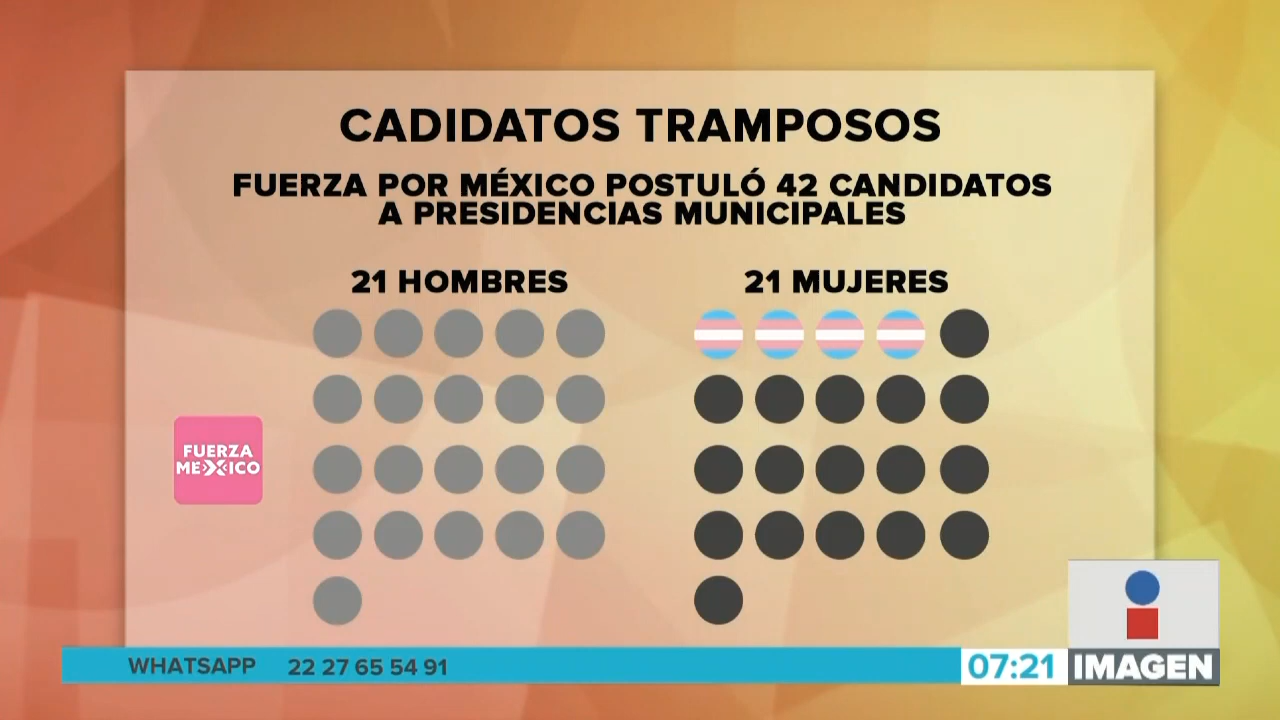 CADIDATOS TRAMPOSOS
FUERZA POR MÉXICO POSTULÓ 42 CANDIDATOS
A PRESIDENCIAS MUNICIPALES
21 HOMBRES
21 MUJERES
FUERZA
MEXICO
WHATSAPP 22 27 65 54 91
07:21
IMAGEN